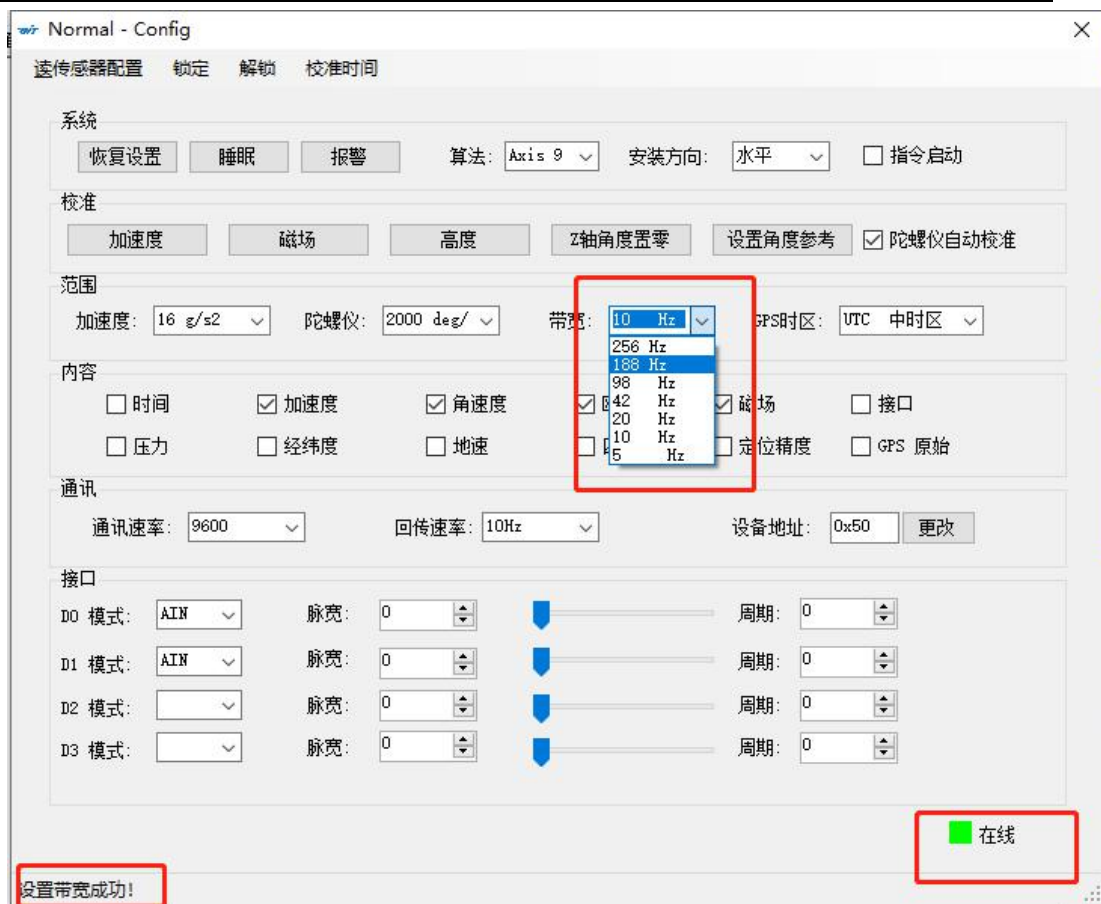 Normal - Config
读传感器配置 锁定 解锁 校准时间
系统
恢复设置 睡眠 报警 算法: Axis 9 安装方向: 水平 指令启动
校准
加速度 磁场 高度 Z轴角度置零 设置角度参考 陀螺仪自动校准
范围
加速度: 16 g/s2 陀螺仪: 2000 deg/ 带宽: 10 Hz GPS时区: UTC 中时区
256 Hz
188 Hz
98 Hz
42 Hz
20 Hz
10 Hz
5 Hz
内容
时间 加速度 角速度 磁场 接口
压力 经纬度 地速 定位精度 GPS 原始
通讯
通讯速率: 9600 回传速率: 10Hz 设备地址: 0x50 更改
接口
D0 模式: AIN 脉宽: 0 周期: 0
D1 模式: AIN 脉宽: 0 周期: 0
D2 模式: 脉宽: 0 周期: 0
D3 模式: 脉宽: 0 周期: 0
在线
设置带宽成功!